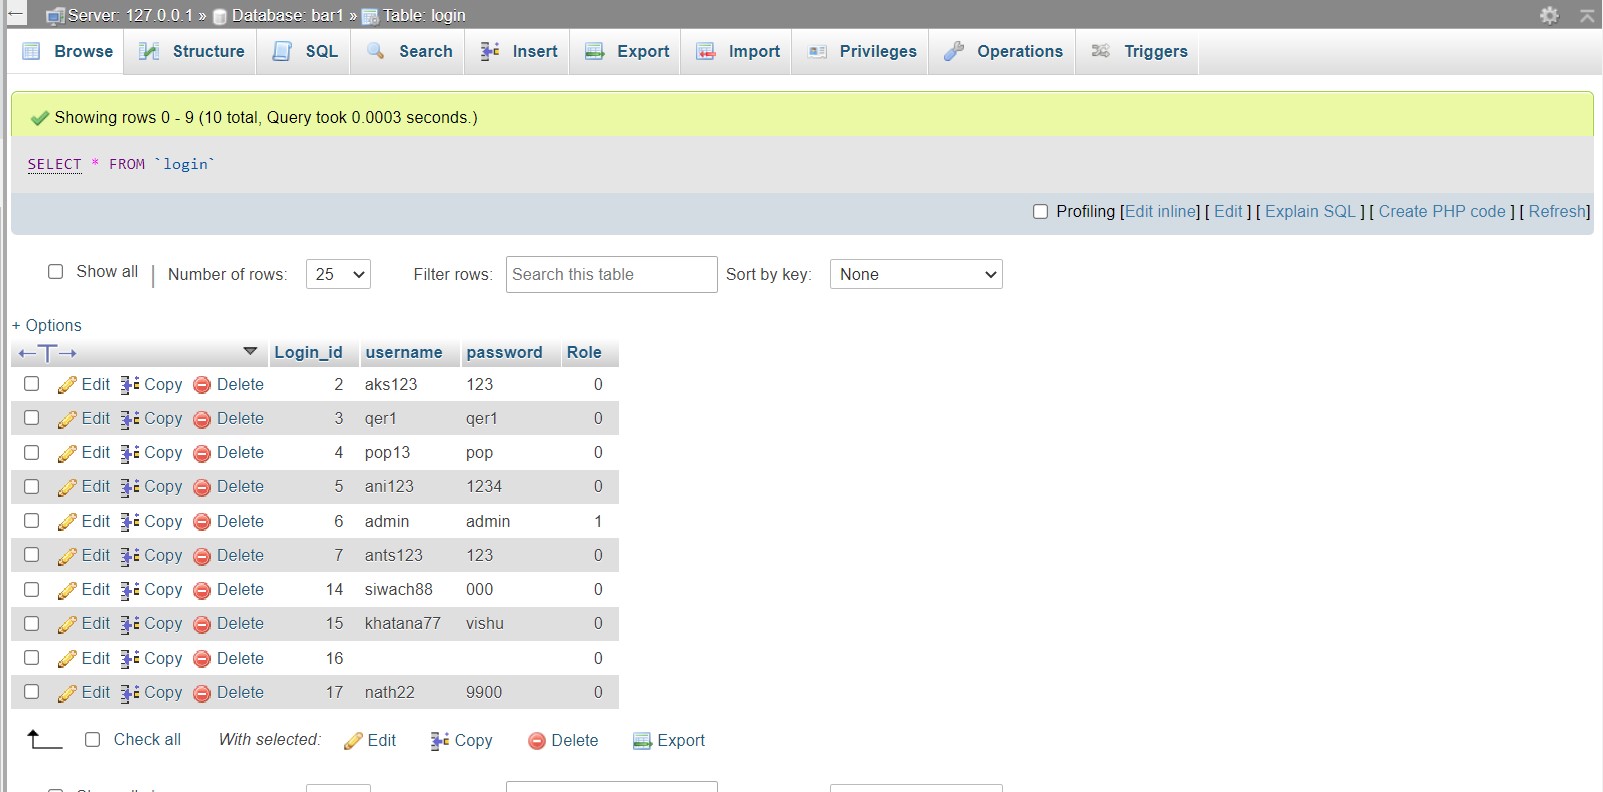 Server: 127.0.0.1 » Database: bar1 » Table: login
Browse Structure SQL Search Insert Export Import Privileges Operations Triggers
Showing rows 0 - 9 (10 total, Query took 0.0003 seconds.)
SELECT * FROM `login`
Profiling [Edit inline] [ Edit ] [ Explain SQL ] [ Create PHP code ] [ Refresh]
Show all | Number of rows: 25 Filter rows: Search this table Sort by key: None
+ Options
←T→ Login_id username password Role
Edit Copy Delete 2 aks123 123 0
Edit Copy Delete 3 qer1 qer1 0
Edit Copy Delete 4 pop13 pop 0
Edit Copy Delete 5 ani123 1234 0
Edit Copy Delete 6 admin admin 1
Edit Copy Delete 7 ants123 123 0
Edit Copy Delete 14 siwach88 000 0
Edit Copy Delete 15 khatana77 vishu 0
Edit Copy Delete 16 0
Edit Copy Delete 17 nath22 9900 0
Check all With selected: Edit Copy Delete Export